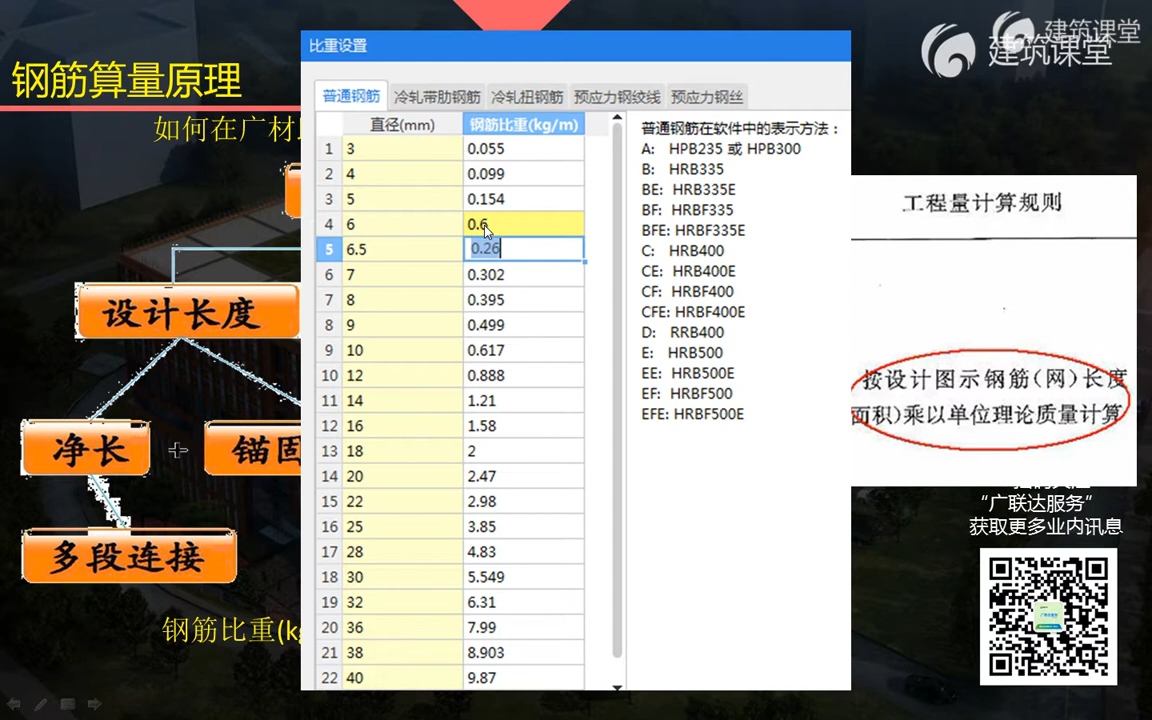 建筑课堂
建筑课堂
钢筋算量原理
如何在广材
设计长度
净长
锚固
多段连接
钢筋比重(kg
比重设置
普通钢筋 冷轧带肋钢筋 冷轧扭钢筋 预应力钢绞线 预应力钢丝
直径(mm) 钢筋比重(kg/m)
1 3 0.055
2 4 0.099
3 5 0.154
4 6 0.6
5 6.5 0.26
6 7 0.302
7 8 0.395
8 9 0.499
9 10 0.617
10 12 0.888
11 14 1.21
12 16 1.58
13 18 2
14 20 2.47
15 22 2.98
16 25 3.85
17 28 4.83
18 30 5.549
19 32 6.31
20 36 7.99
21 38 8.903
22 40 9.87
普通钢筋在软件中的表示方法：
A: HPB235 或 HPB300
B: HRB335
BE: HRB335E
BF: HRBF335
BFE: HRBF335E
C: HRB400
CE: HRB400E
CF: HRBF400
CFE: HRBF400E
D: RRB400
E: HRB500
EE: HRB500E
EF: HRBF500
EFE: HRBF500E
工程量计算规则
按设计图示钢筋(网)长度
面积)乘以单位理论质量计算
“广联达服务”
获取更多业内讯息